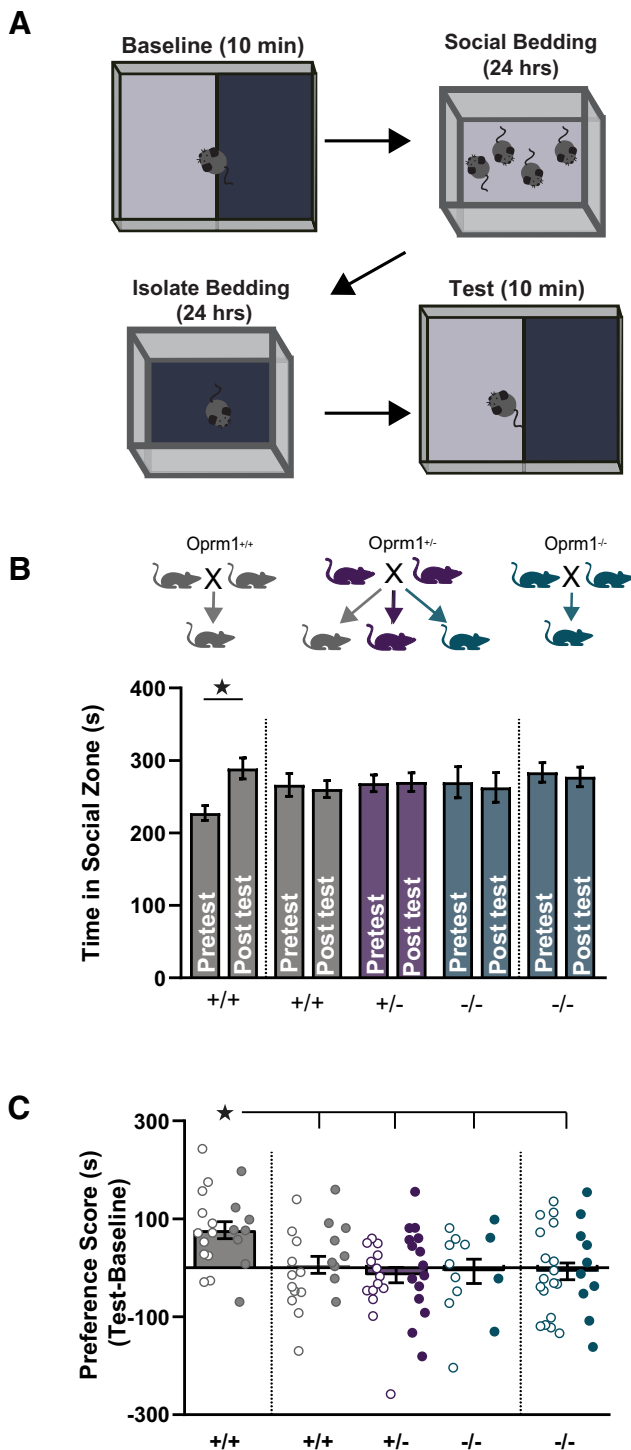 A
Baseline (10 min)
Social Bedding
(24 hrs)
Isolate Bedding
(24 hrs)
Test (10 min)
B
Oprm1+/+
Oprm1+/-
Oprm1-/-
X
X
X
★
Time in Social Zone (s)
400
300
200
100
0
Pretest
Post test
Pretest
Post test
Pretest
Post test
Pretest
Post test
Pretest
Post test
+/+
+/+
+/-
-/-
-/-
C
★
Preference Score (s)
(Test-Baseline)
300
100
-100
-300
+/+
+/+
+/-
-/-
-/-